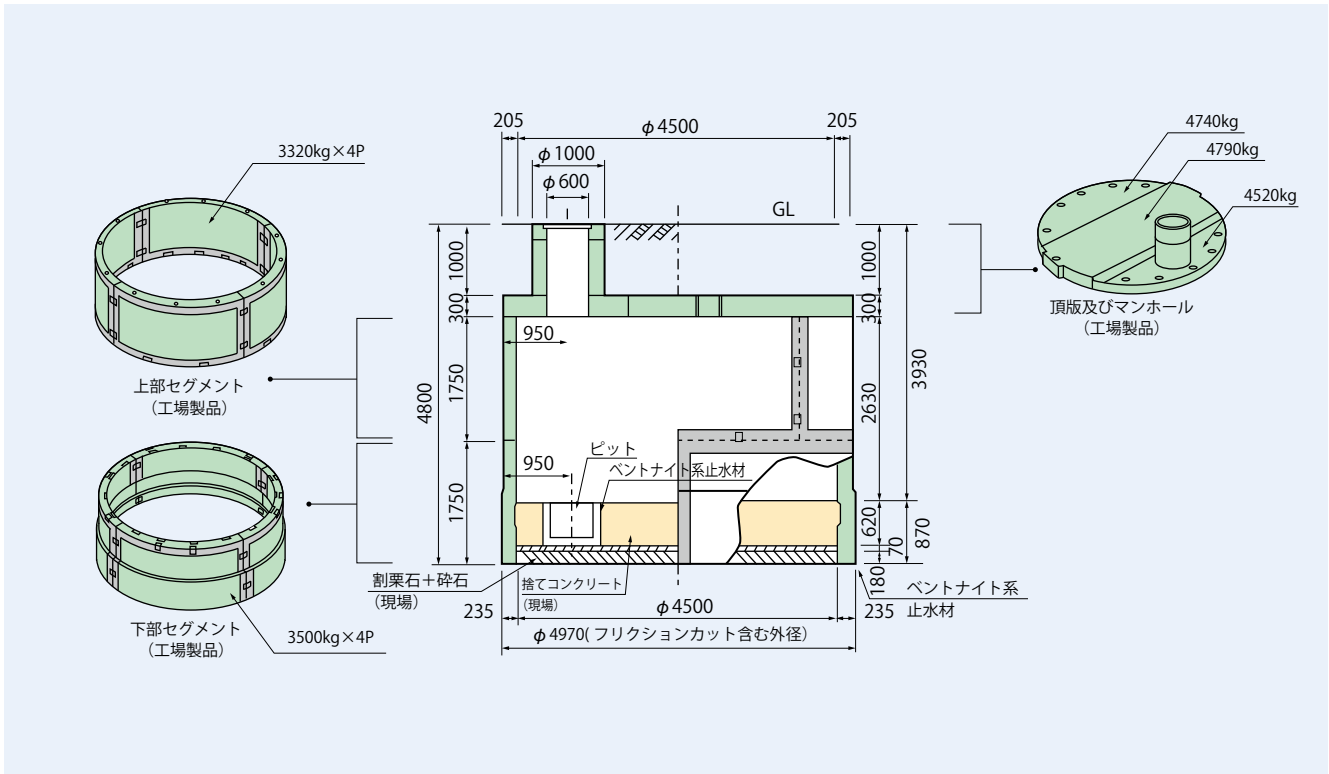 3320kg×4P
上部セグメント
（工場製品）
下部セグメント
（工場製品）
3500kg×4P
205
φ4500
205
φ1000
φ600
GL
1000
300
1750
1750
4800
950
950
ピット
ベントナイト系止水材
1000
300
2630
3930
620
70
180
870
割栗石＋砕石
（現場）
捨てコンクリート
（現場）
ベントナイト系
止水材
235
φ4500
235
φ4970(フリクションカット含む外径）
4740kg
4790kg
4520kg
頂版及びマンホール
（工場製品）